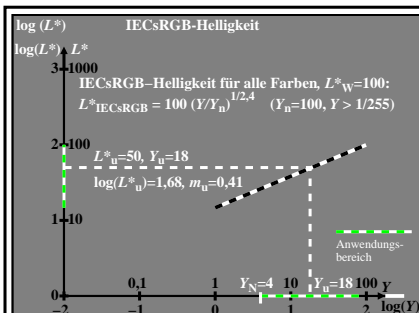 log (L*) IECsRGB-Helligkeit
log(L*) L*
3 1000
IECsRGB–Helligkeit für alle Farben, L*W=100:
L*IECsRGB = 100 (Y/Yn)1/2,4 (Yn=100, Y > 1/255)
2 100
L*u=50, Yu=18
log(L*u)=1,68, mu=0,41
1 10
Anwendungs-
bereich
YN=4 Yu=18
0,1 1 10 100 Y
0
−2 −1 0 1 2 log(Y)